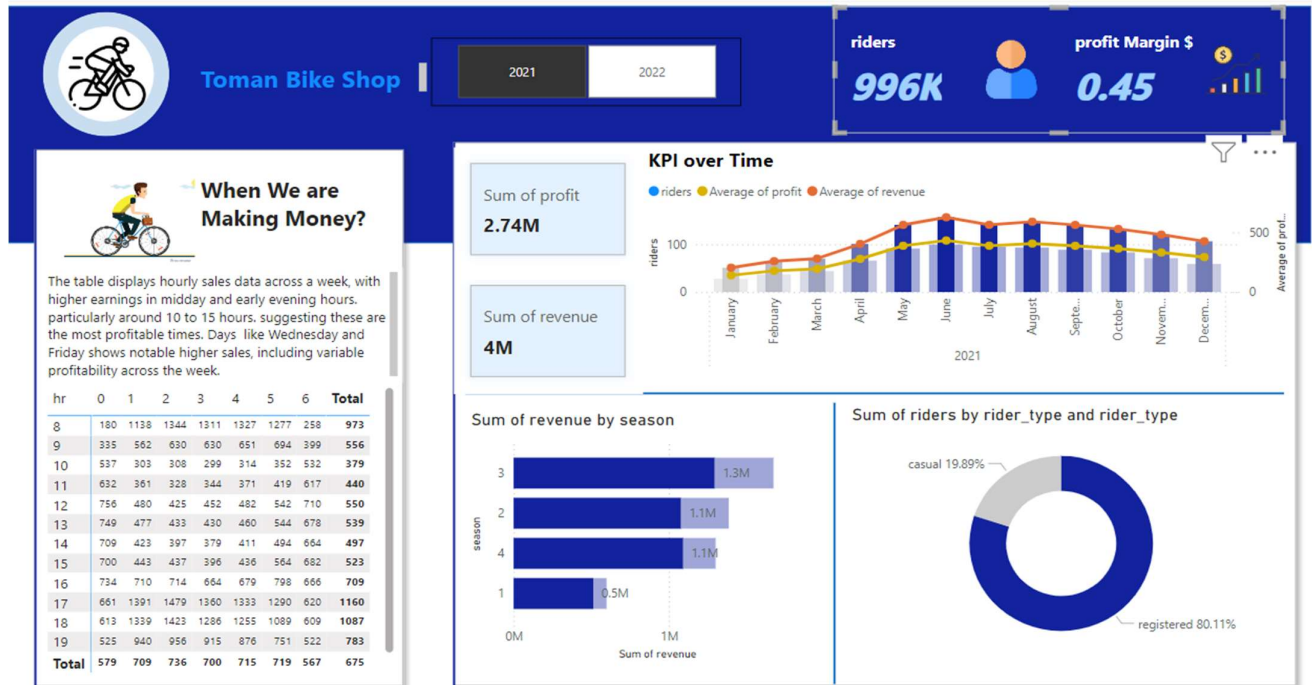 Toman Bike Shop
2021
2022
riders
996K
profit Margin $
0.45
When We are
Making Money?
The table displays hourly sales data across a week, with
higher earnings in midday and early evening hours.
particularly around 10 to 15 hours. suggesting these are
the most profitable times. Days like Wednesday and
Friday shows notable higher sales, including variable
profitability across the week.
hr 0 1 2 3 4 5 6 Total
8 180 1138 1344 1311 1327 1277 258 973
9 335 562 630 630 651 694 399 556
10 537 303 308 299 314 352 532 379
11 632 361 328 344 371 419 617 440
12 756 480 425 452 482 542 710 550
13 749 477 433 430 460 544 678 539
14 709 423 397 379 411 494 664 497
15 700 443 437 396 436 564 682 523
16 734 710 714 664 679 798 666 709
17 661 1391 1479 1360 1333 1290 620 1160
18 613 1339 1423 1286 1255 1089 609 1087
19 525 940 956 915 876 751 522 783
Total 579 709 736 700 715 719 567 675
Sum of profit
2.74M
Sum of revenue
4M
KPI over Time
riders Average of profit Average of revenue
riders
100
0
500
0
Average of prof...
January
February
March
April
May
June
July
August
Septe...
October
Novem...
Decem...
2021
Sum of revenue by season
season
3 1.3M
2 1.1M
4 1.1M
1 0.5M
0M 1M
Sum of revenue
Sum of riders by rider_type and rider_type
casual 19.89%
registered 80.11%